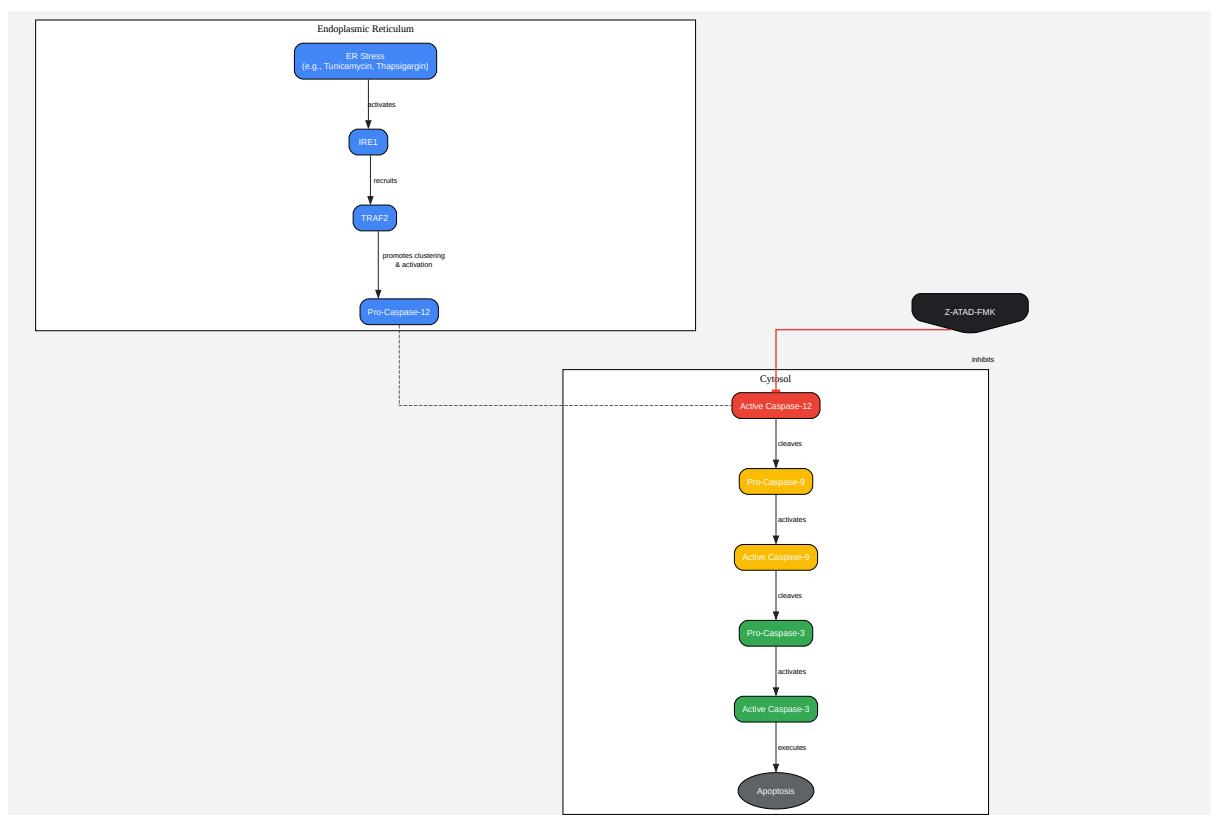 Endoplasmic Reticulum
ER Stress
(e.g., Tunicamycin, Thapsigargin)
activates
IRE1
recruits
TRAF2
promotes clustering
& activation
Pro-Caspase-12
Z-ATAD-FMK
inhibits
Cytosol
Active Caspase-12
cleaves
Pro-Caspase-9
activates
Active Caspase-9
cleaves
Pro-Caspase-3
activates
Active Caspase-3
executes
Apoptosis